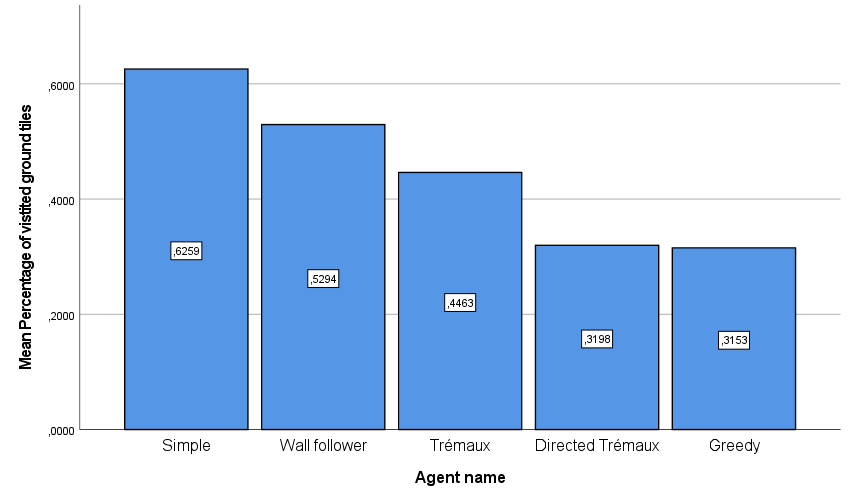 Mean Percentage of vistited ground tiles
,6000
,4000
,2000
,0000
,6259
,5294
,4463
,3198
,3153
Simple
Wall follower
Trémaux
Directed Trémaux
Greedy
Agent name